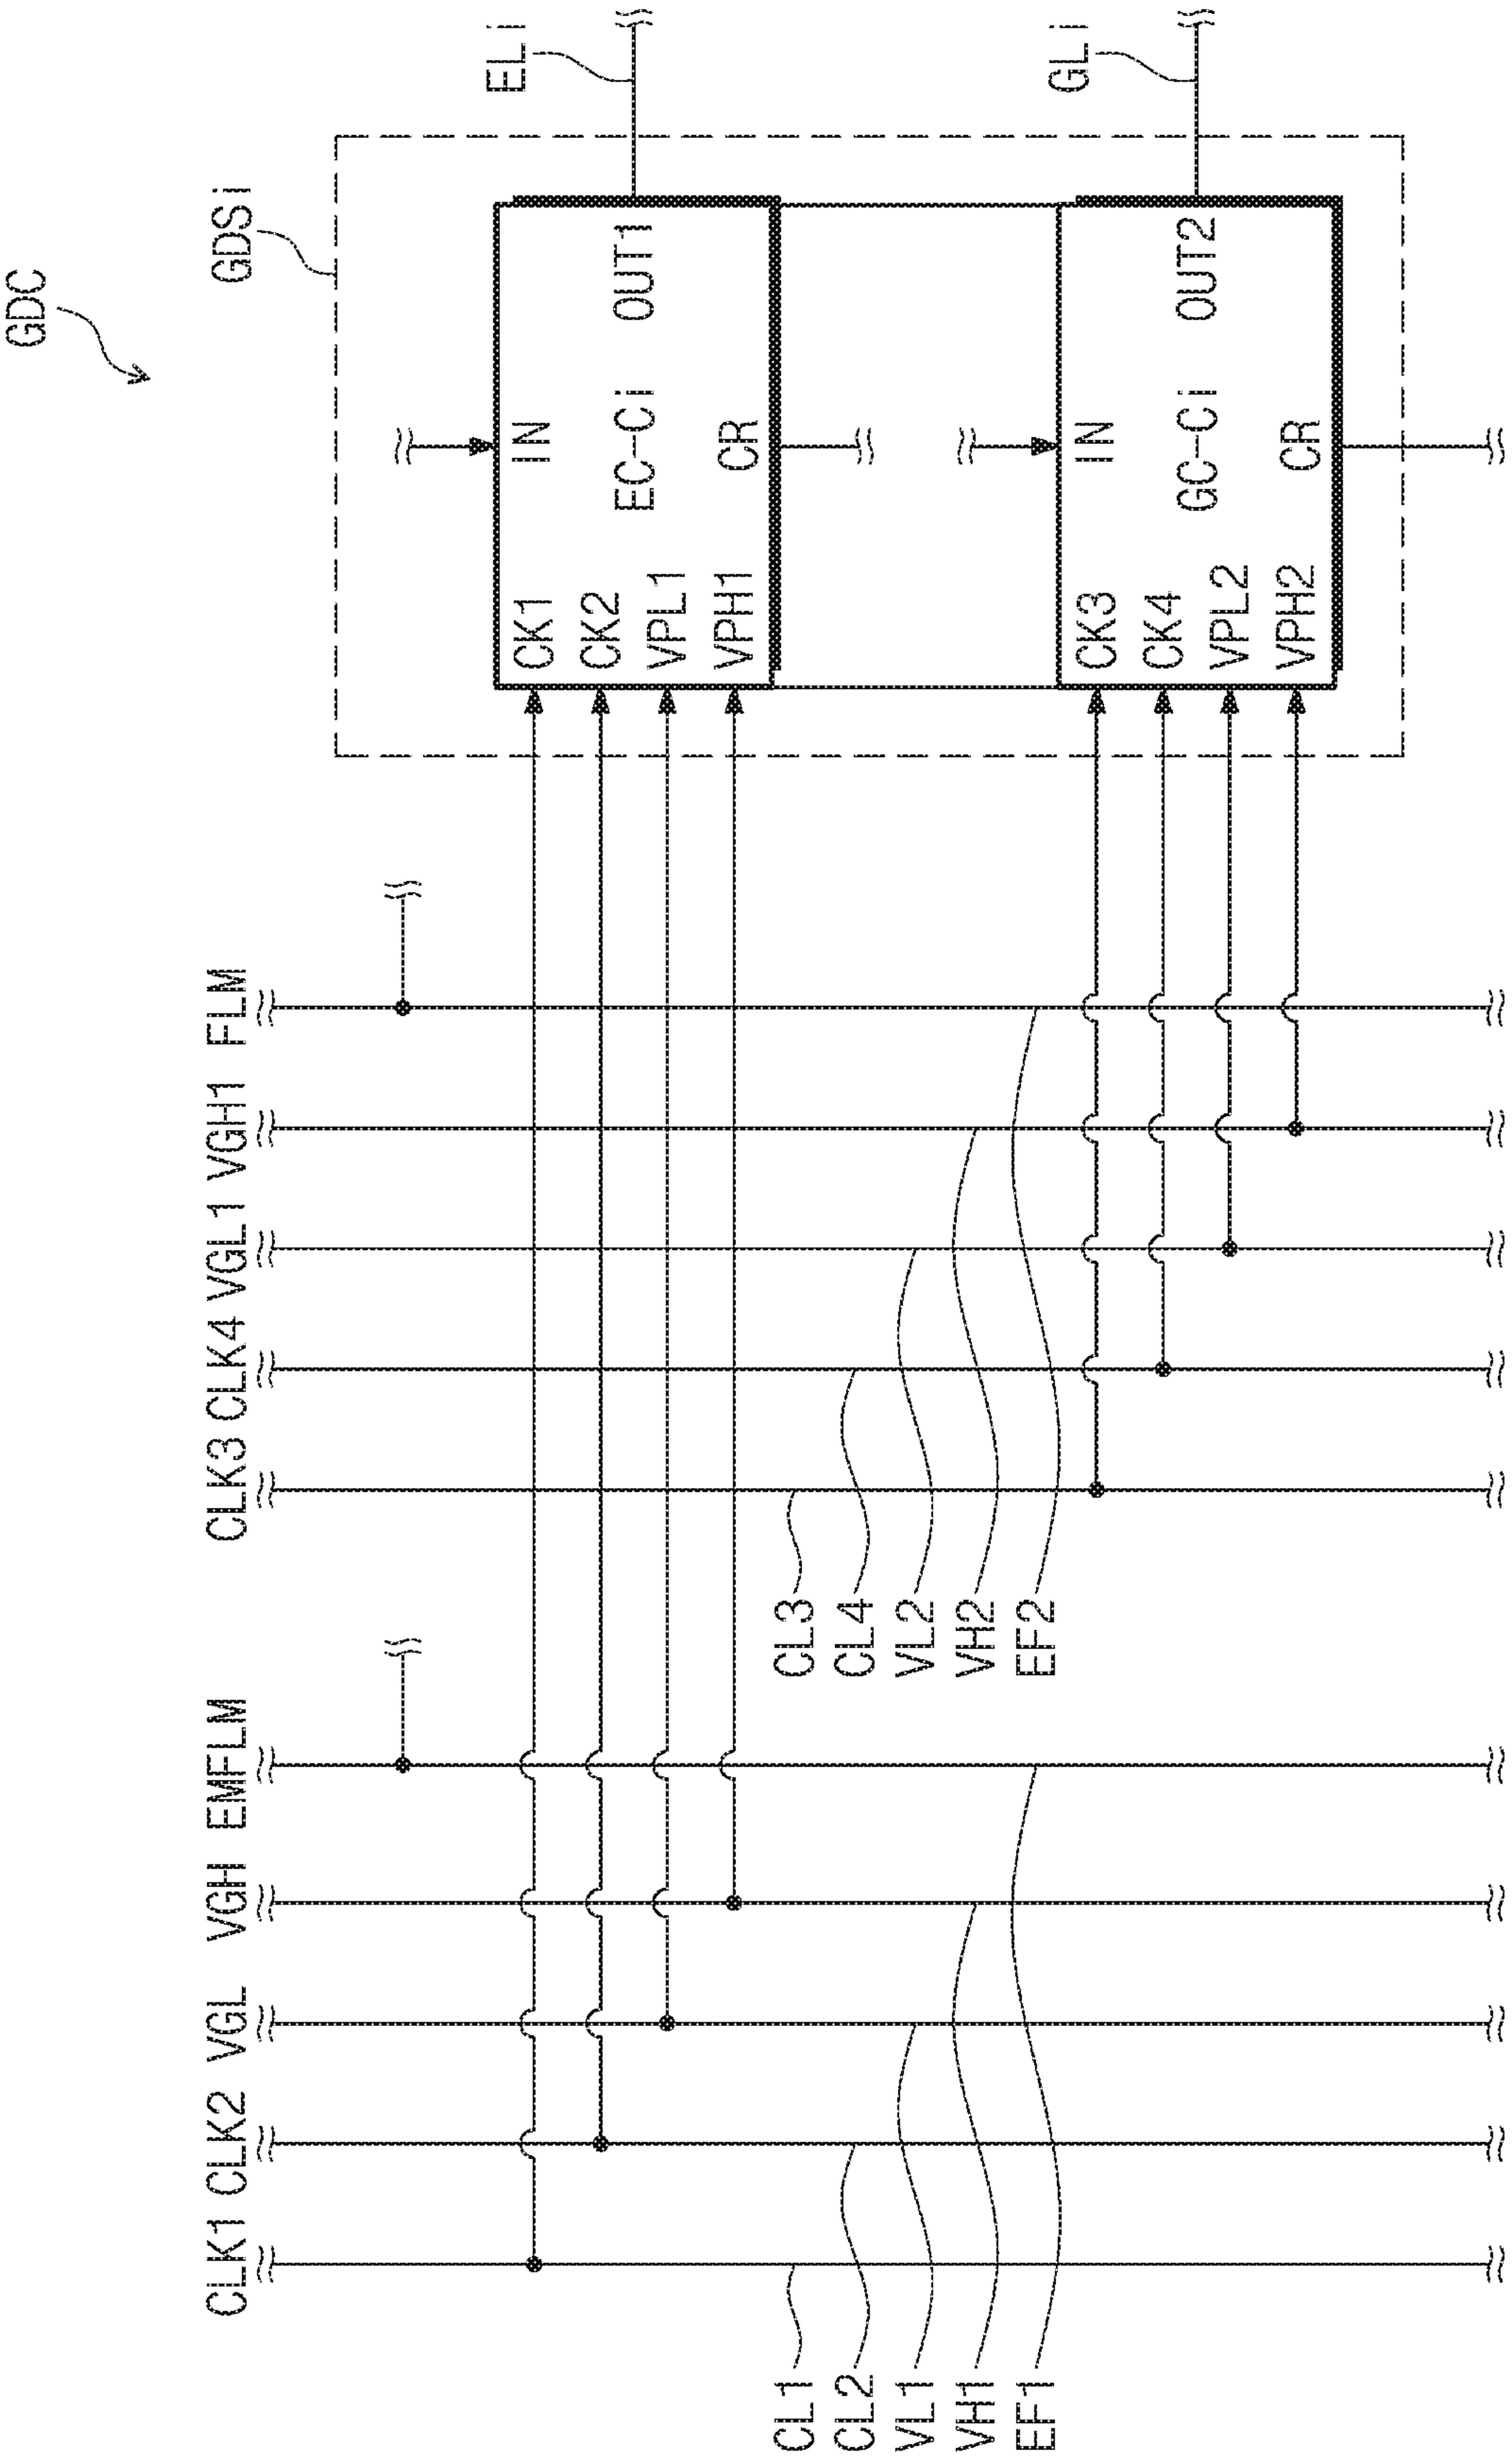 GDC
GDSi
ELi
GLi
CLK1 CLK2 VGL VGH EMFLM CLK3 CLK4 VGL1 VGH1 FLM
CK1 IN
CK2 EC-Ci OUT1
VPL1
VPH1 CR
CL1 CL3
CL2 CL4
VL1 VL2
VH1 VH2
EF1 EF2
CK3 IN
CK4 GC-Ci OUT2
VPL2
VPH2 CR